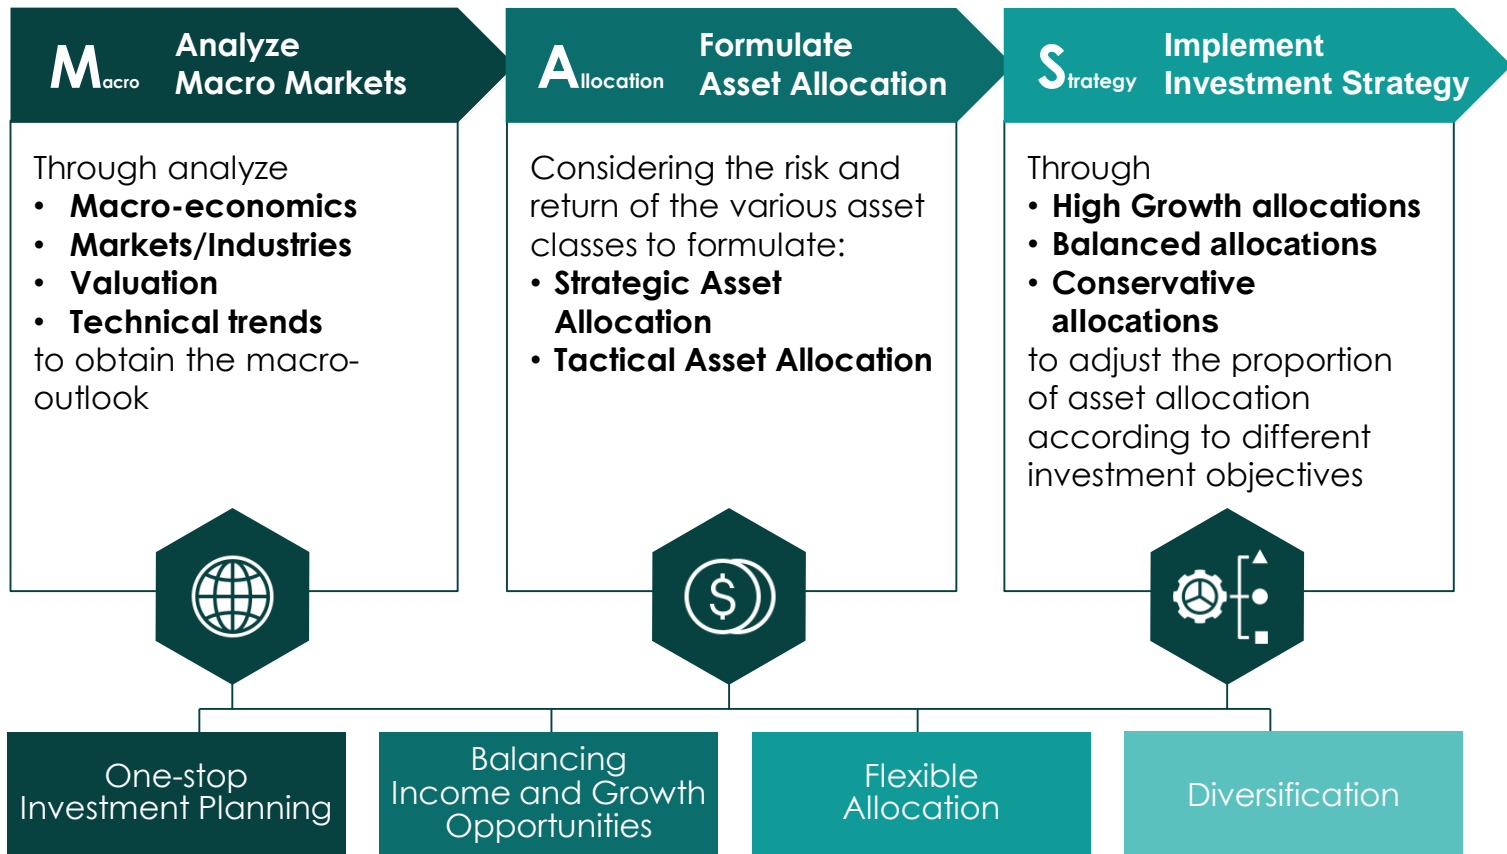 Macro
Analyze
Macro Markets
Through analyze
• Macro-economics
• Markets/Industries
• Valuation
• Technical trends
to obtain the macro-
outlook
Allocation
Formulate
Asset Allocation
Considering the risk and
return of the various asset
classes to formulate:
• Strategic Asset
Allocation
• Tactical Asset Allocation
Strategy
Implement
Investment Strategy
Through
• High Growth allocations
• Balanced allocations
• Conservative
allocations
to adjust the proportion
of asset allocation
according to different
investment objectives
$
One-stop
Investment Planning
Balancing
Income and Growth
Opportunities
Flexible
Allocation
Diversification